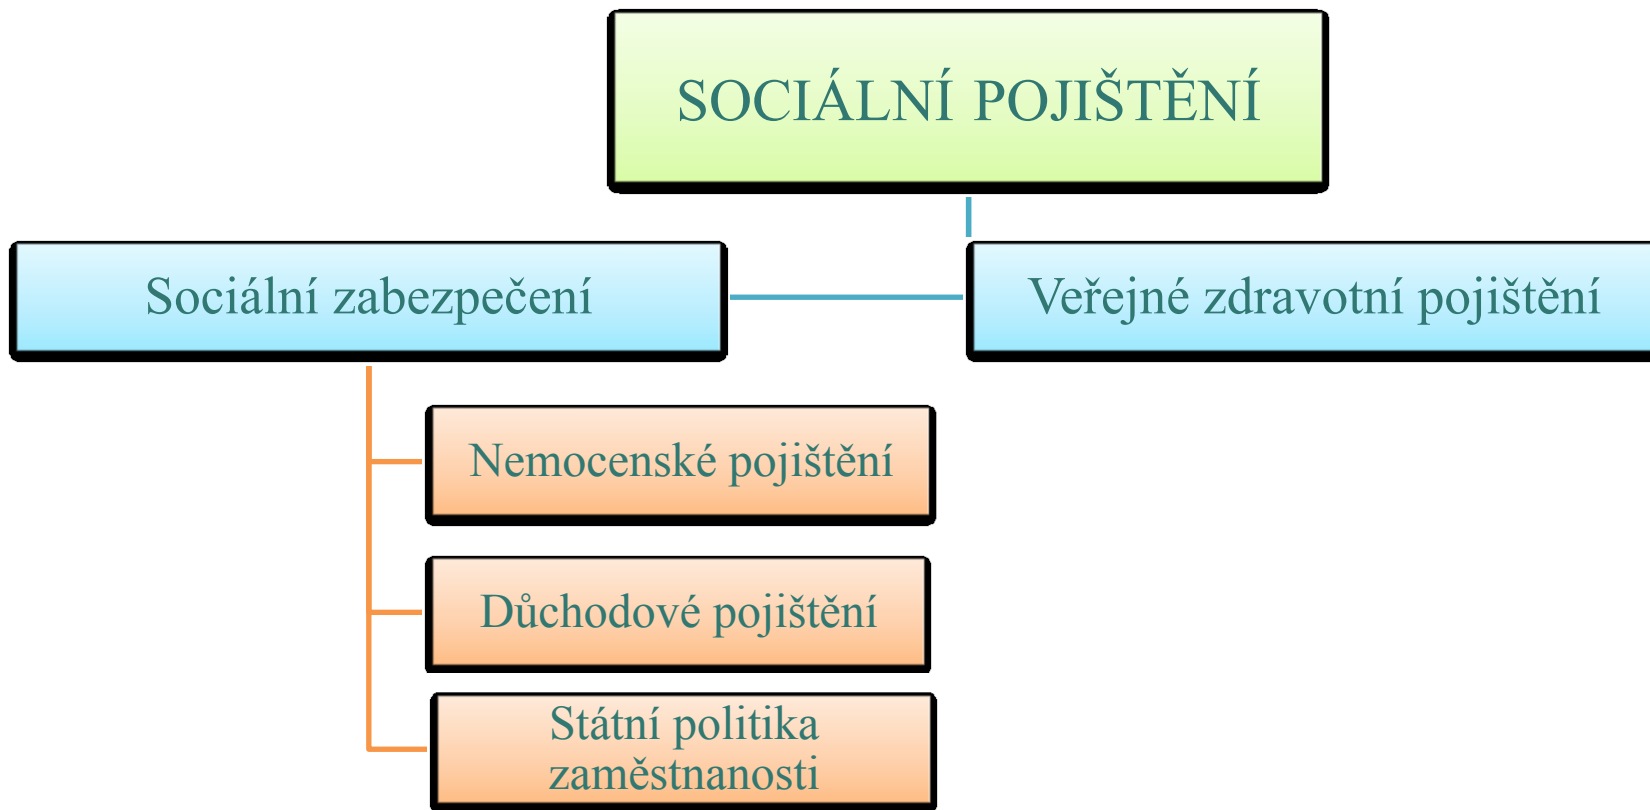 SOCIÁLNÍ POJIŠTĚNÍ
Sociální zabezpečení
Veřejné zdravotní pojištění
Nemocenské pojištění
Důchodové pojištění
Státní politika
zaměstnanosti